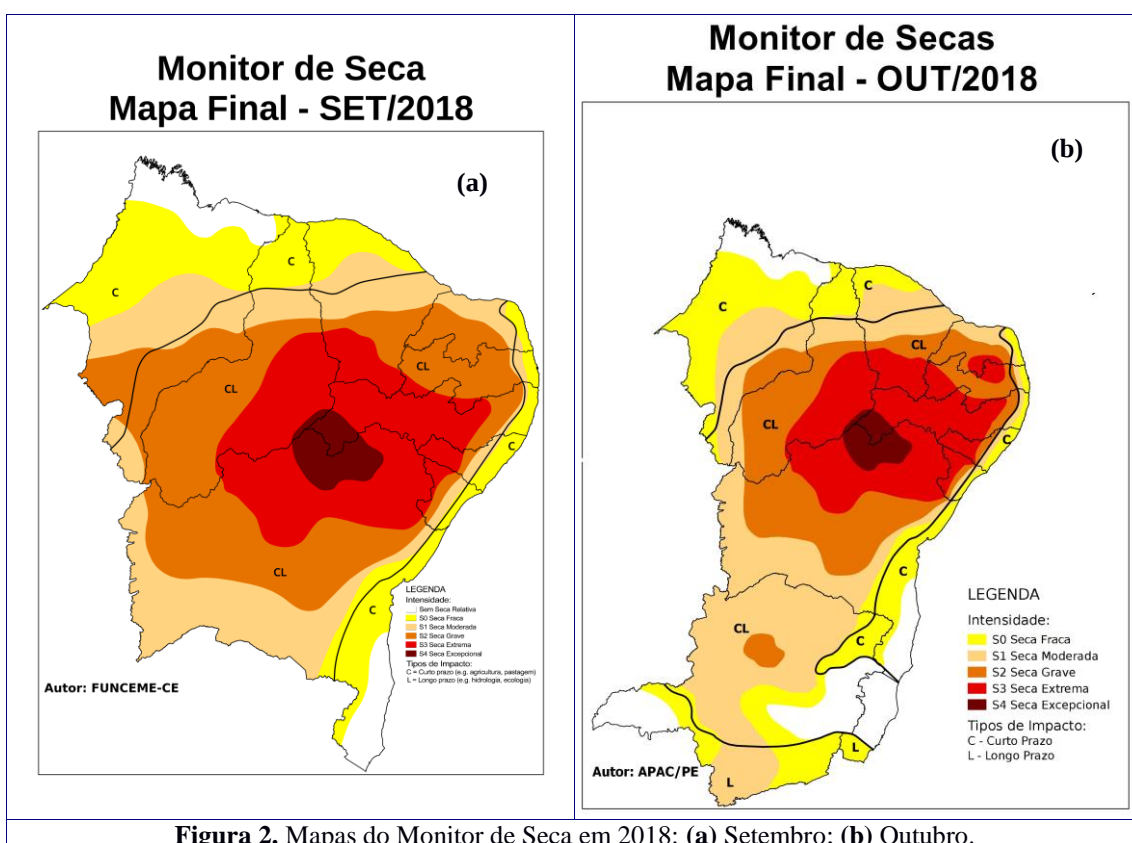 Monitor de Seca
Mapa Final - SET/2018
(a)
C
C
CL
CL
C
CL
C
LEGENDA
Intensidade:
Sem Seca Relativa
S0 Seca Fraca
S1 Seca Moderada
S2 Seca Grave
S3 Seca Extrema
S4 Seca Excepcional
Tipos de Impacto:
C = Curto prazo (e.g. agricultura, pastagem)
L = Longo prazo (e.g. hidrologia, ecologia)
Autor: FUNCEME-CE
Monitor de Secas
Mapa Final - OUT/2018
(b)
C
C
CL
CL
C
C
CL
C
L
L
LEGENDA
Intensidade:
S0 Seca Fraca
S1 Seca Moderada
S2 Seca Grave
S3 Seca Extrema
S4 Seca Excepcional
Tipos de Impacto:
C - Curto Prazo
L - Longo Prazo
Autor: APAC/PE
Figura 2. Mapas do Monitor de Seca em 2018: (a) Setembro; (b) Outubro.